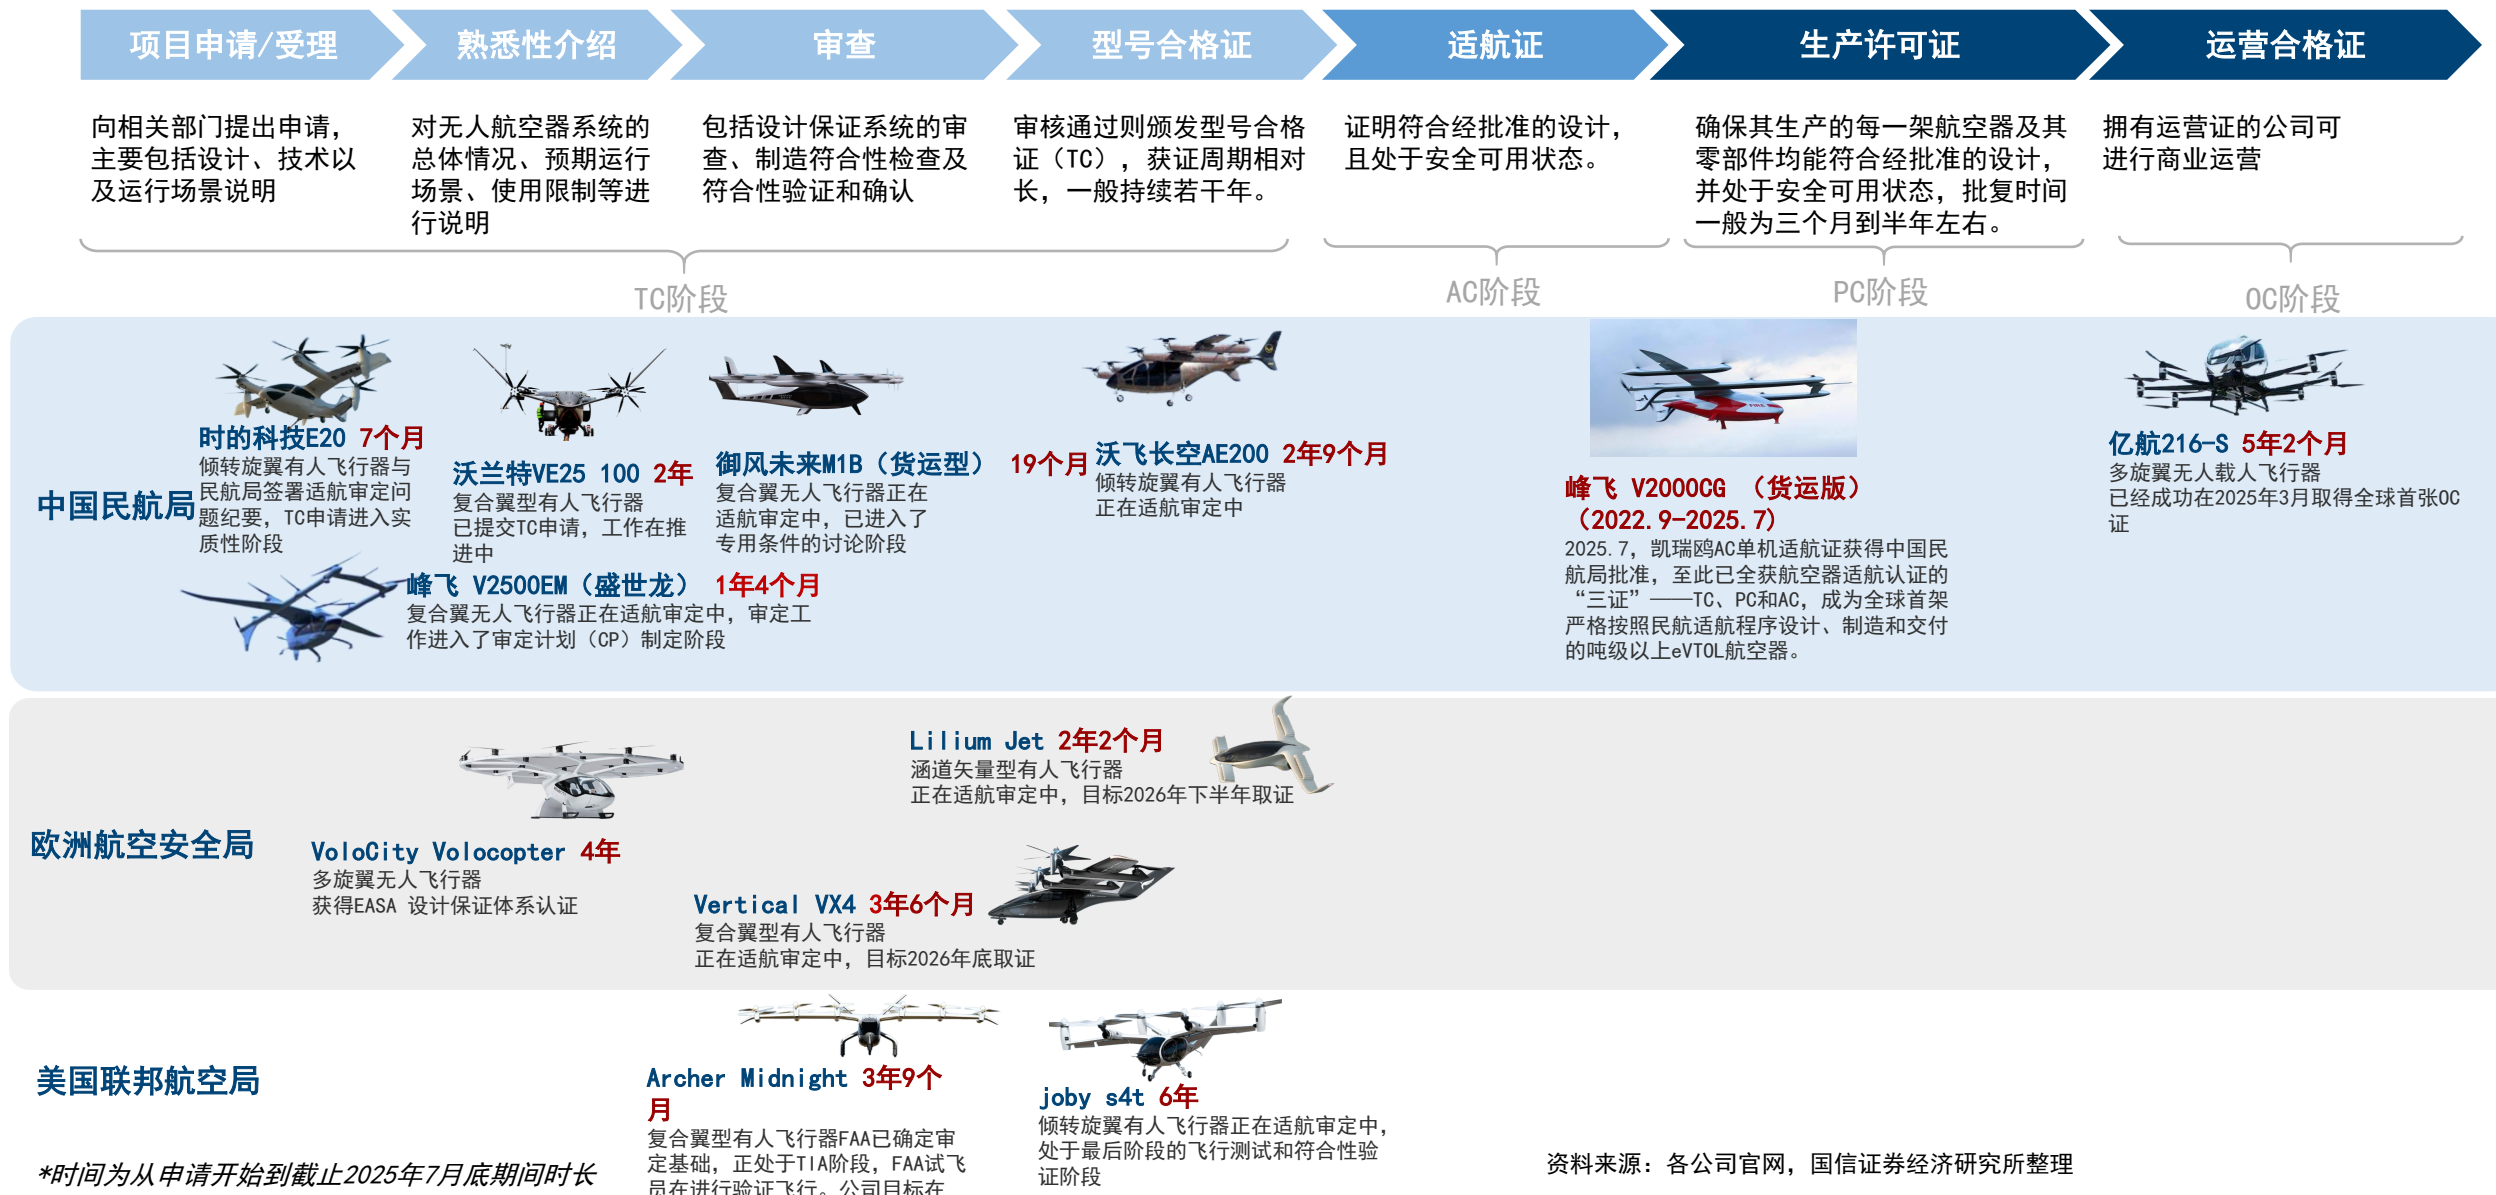 项目申请/受理
熟悉性介绍
审查
型号合格证
适航证
生产许可证
运营合格证
向相关部门提出申请，
主要包括设计、技术以
及运行场景说明
对无人航空器系统的
总体情况、预期运行
场景、使用限制等进
行说明
包括设计保证系统的审
查、制造符合性检查及
符合性验证和确认
审核通过则颁发型号合格
证（TC），获证周期相对
长，一般持续若干年。
证明符合经批准的设计，
且处于安全可用状态。
确保其生产的每一架航空器及其
零部件均能符合经批准的设计，
并处于安全可用状态，批复时间
一般为三个月到半年左右。
拥有运营证的公司可
进行商业运营
TC阶段
AC阶段
PC阶段
OC阶段
中国民航局
时的科技E20 7个月
倾转旋翼有人飞行器与
民航局签署适航审定问
题纪要，TC申请进入实
质性阶段
沃兰特VE25 100 2年
复合翼型有人飞行器
已提交TC申请，工作在推
进中
御风未来M1B（货运型） 19个月
复合翼无人飞行器正在
适航审定中，已进入了
专用条件的讨论阶段
沃飞长空AE200 2年9个月
倾转旋翼有人飞行器
正在适航审定中
峰飞 V2000CG （货运版）
（2022.9-2025.7)
2025.7，凯瑞鸥AC单机适航证获得中国民
航局批准，至此已全获航空器适航认证的
“三证”——TC、PC和AC，成为全球首架
严格按照民航适航程序设计、制造和交付
的吨级以上eVTOL航空器。
亿航216-S 5年2个月
多旋翼无人载人飞行器
已经成功在2025年3月取得全球首张OC
证
峰飞 V2500EM（盛世龙） 1年4个月
复合翼无人飞行器正在适航审定中，审定工
作进入了审定计划（CP）制定阶段
欧洲航空安全局
VoloCity Volocopter 4年
多旋翼无人飞行器
获得EASA 设计保证体系认证
Lilium Jet 2年2个月
涵道矢量型有人飞行器
正在适航审定中，目标2026年下半年取证
Vertical VX4 3年6个月
复合翼型有人飞行器
正在适航审定中，目标2026年底取证
美国联邦航空局
Archer Midnight 3年9个
月
复合翼型有人飞行器FAA已确定审
定基础，正处于TIA阶段，FAA试飞
员在进行验证飞行。公司目标在
joby s4t 6年
倾转旋翼有人飞行器正在适航审定中，
处于最后阶段的飞行测试和符合性验
证阶段
*时间为从申请开始到截止2025年7月底期间时长
资料来源：各公司官网，国信证券经济研究所整理